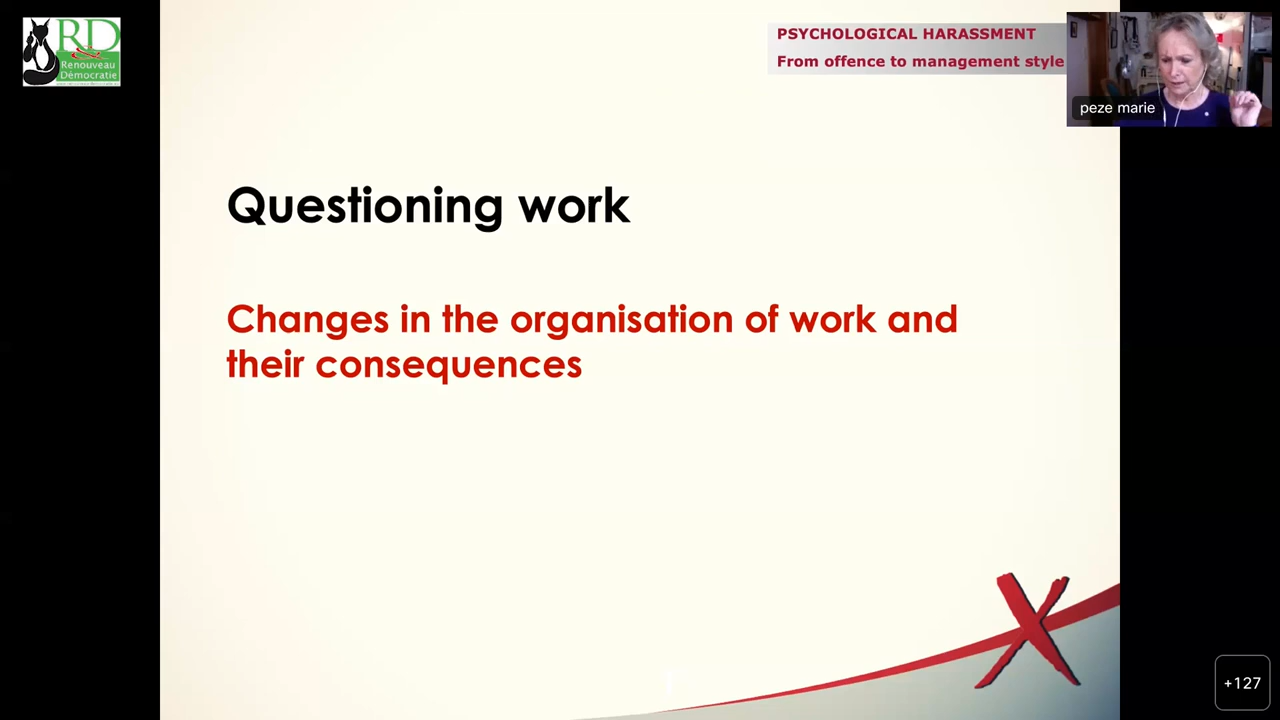 RD
Renouveau
Démocratie
PSYCHOLOGICAL HARASSMENT
From offence to management style
peze marie
Questioning work
Changes in the organisation of work and
their consequences
+127